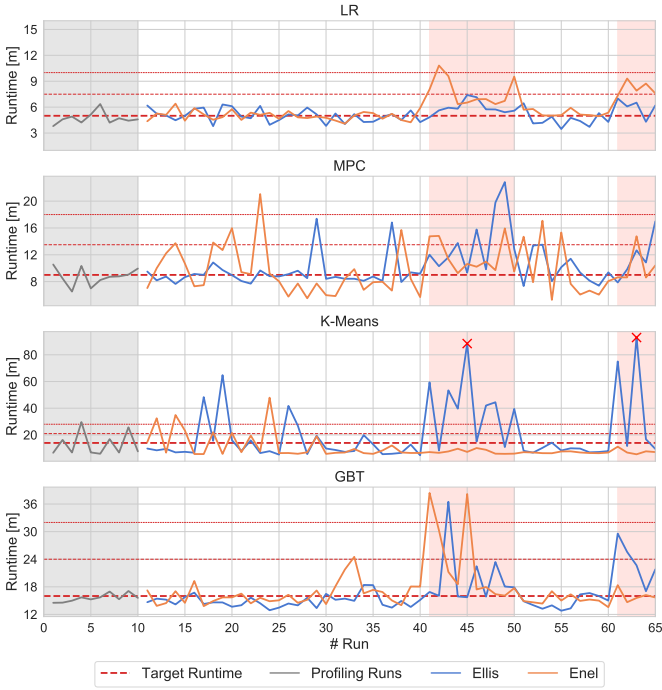 LR
Runtime [m]
15
12
9
6
3
MPC
Runtime [m]
20
16
12
8
K-Means
Runtime [m]
80
60
40
20
GBT
Runtime [m]
36
30
24
18
12
0 5 10 15 20 25 30 35 40 45 50 55 60 65
# Run
Target Runtime Profiling Runs Ellis Enel